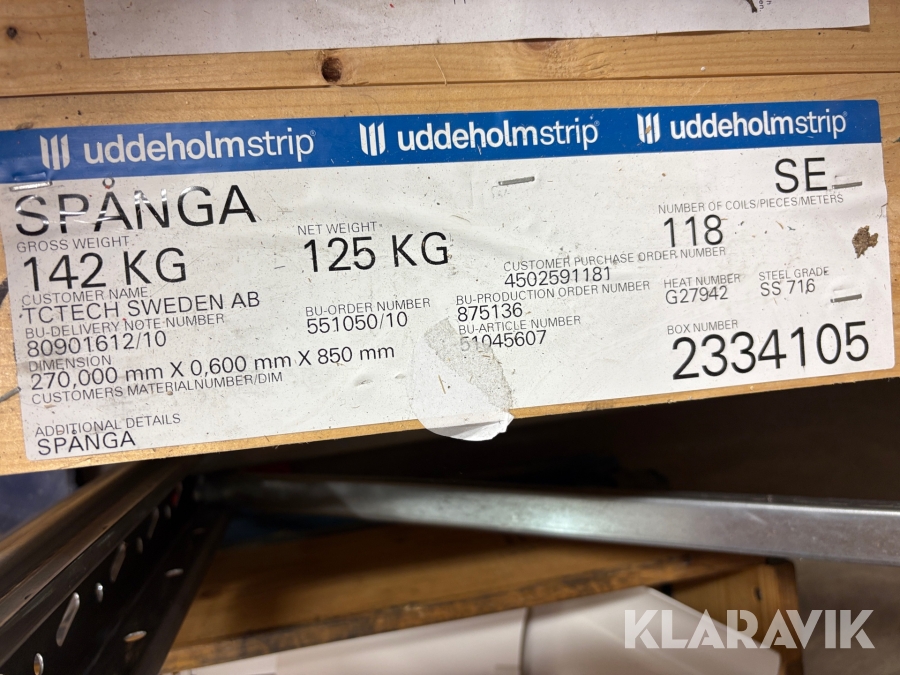 uddeholmstrip® uddeholmstrip® uddeholmstrip®
SPÅNGA SE
GROSS WEIGHT NET WEIGHT NUMBER OF COILS/PIECES/METERS
142 KG 125 KG 118
CUSTOMER PURCHASE ORDER NUMBER
4502591181
CUSTOMER NAME
TCTECH SWEDEN AB
BU-ORDER NUMBER BU-PRODUCTION ORDER NUMBER HEAT NUMBER STEEL GRADE
551050/10 875136 G27942 SS 716
BU-DELIVERY NOTE NUMBER BU-ARTICLE NUMBER BOX NUMBER
80901612/10 51045607 2334105
DIMENSION
270,000 mm X 0,600 mm X 850 mm
CUSTOMERS MATERIALNUMBER/DIM
ADDITIONAL DETAILS
SPÅNGA
KLARAVIK